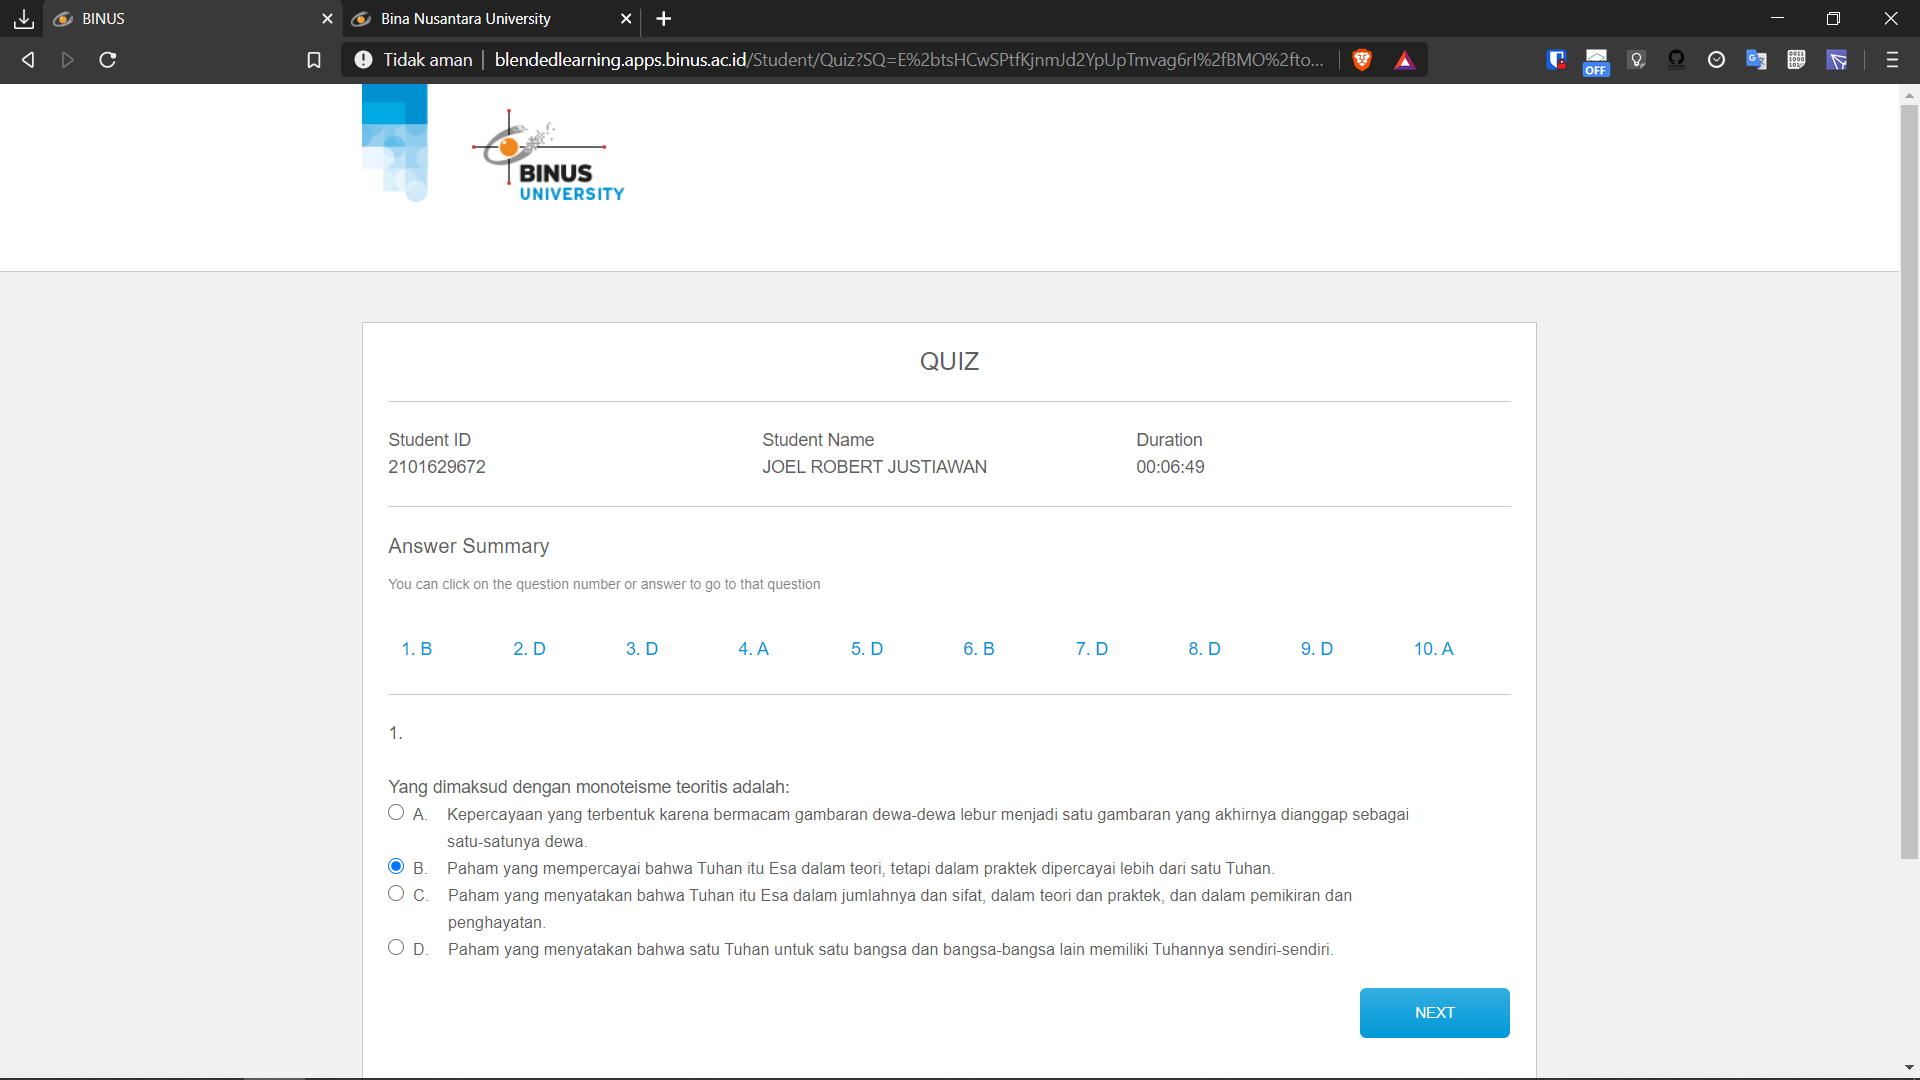 BINUS
Bina Nusantara University
Tidak aman
blendedlearning.apps.binus.ac.id/Student/Quiz?SQ=E%2btsHCwSPtfKjnmJd2YpUpTmvag6rI%2fBMO%2fto...
OFF
BINUS
UNIVERSITY
QUIZ
Student ID
Student Name
Duration
2101629672
JOEL ROBERT JUSTIAWAN
00:06:49
Answer Summary
You can click on the question number or answer to go to that question
1. B
2. D
3. D
4. A
5. D
6. B
7. D
8. D
9. D
10. A
1.
Yang dimaksud dengan monoteisme teoritis adalah:
A. Kepercayaan yang terbentuk karena bermacam gambaran dewa-dewa lebur menjadi satu gambaran yang akhirnya dianggap sebagai
satu-satunya dewa.
B. Paham yang mempercayai bahwa Tuhan itu Esa dalam teori, tetapi dalam praktek dipercayai lebih dari satu Tuhan.
C. Paham yang menyatakan bahwa Tuhan itu Esa dalam jumlahnya dan sifat, dalam teori dan praktek, dan dalam pemikiran dan
penghayatan.
D. Paham yang menyatakan bahwa satu Tuhan untuk satu bangsa dan bangsa-bangsa lain memiliki Tuhannya sendiri-sendiri.
NEXT